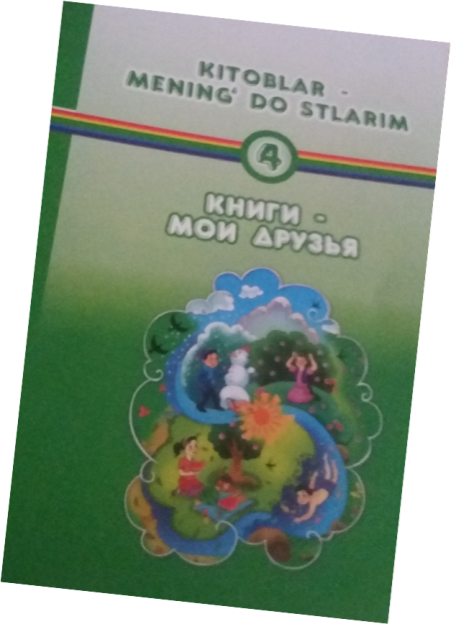 KITOBLAR -
MENING' DO STLARIM
4
КНИГИ -
МОИ ДРУЗЬЯ